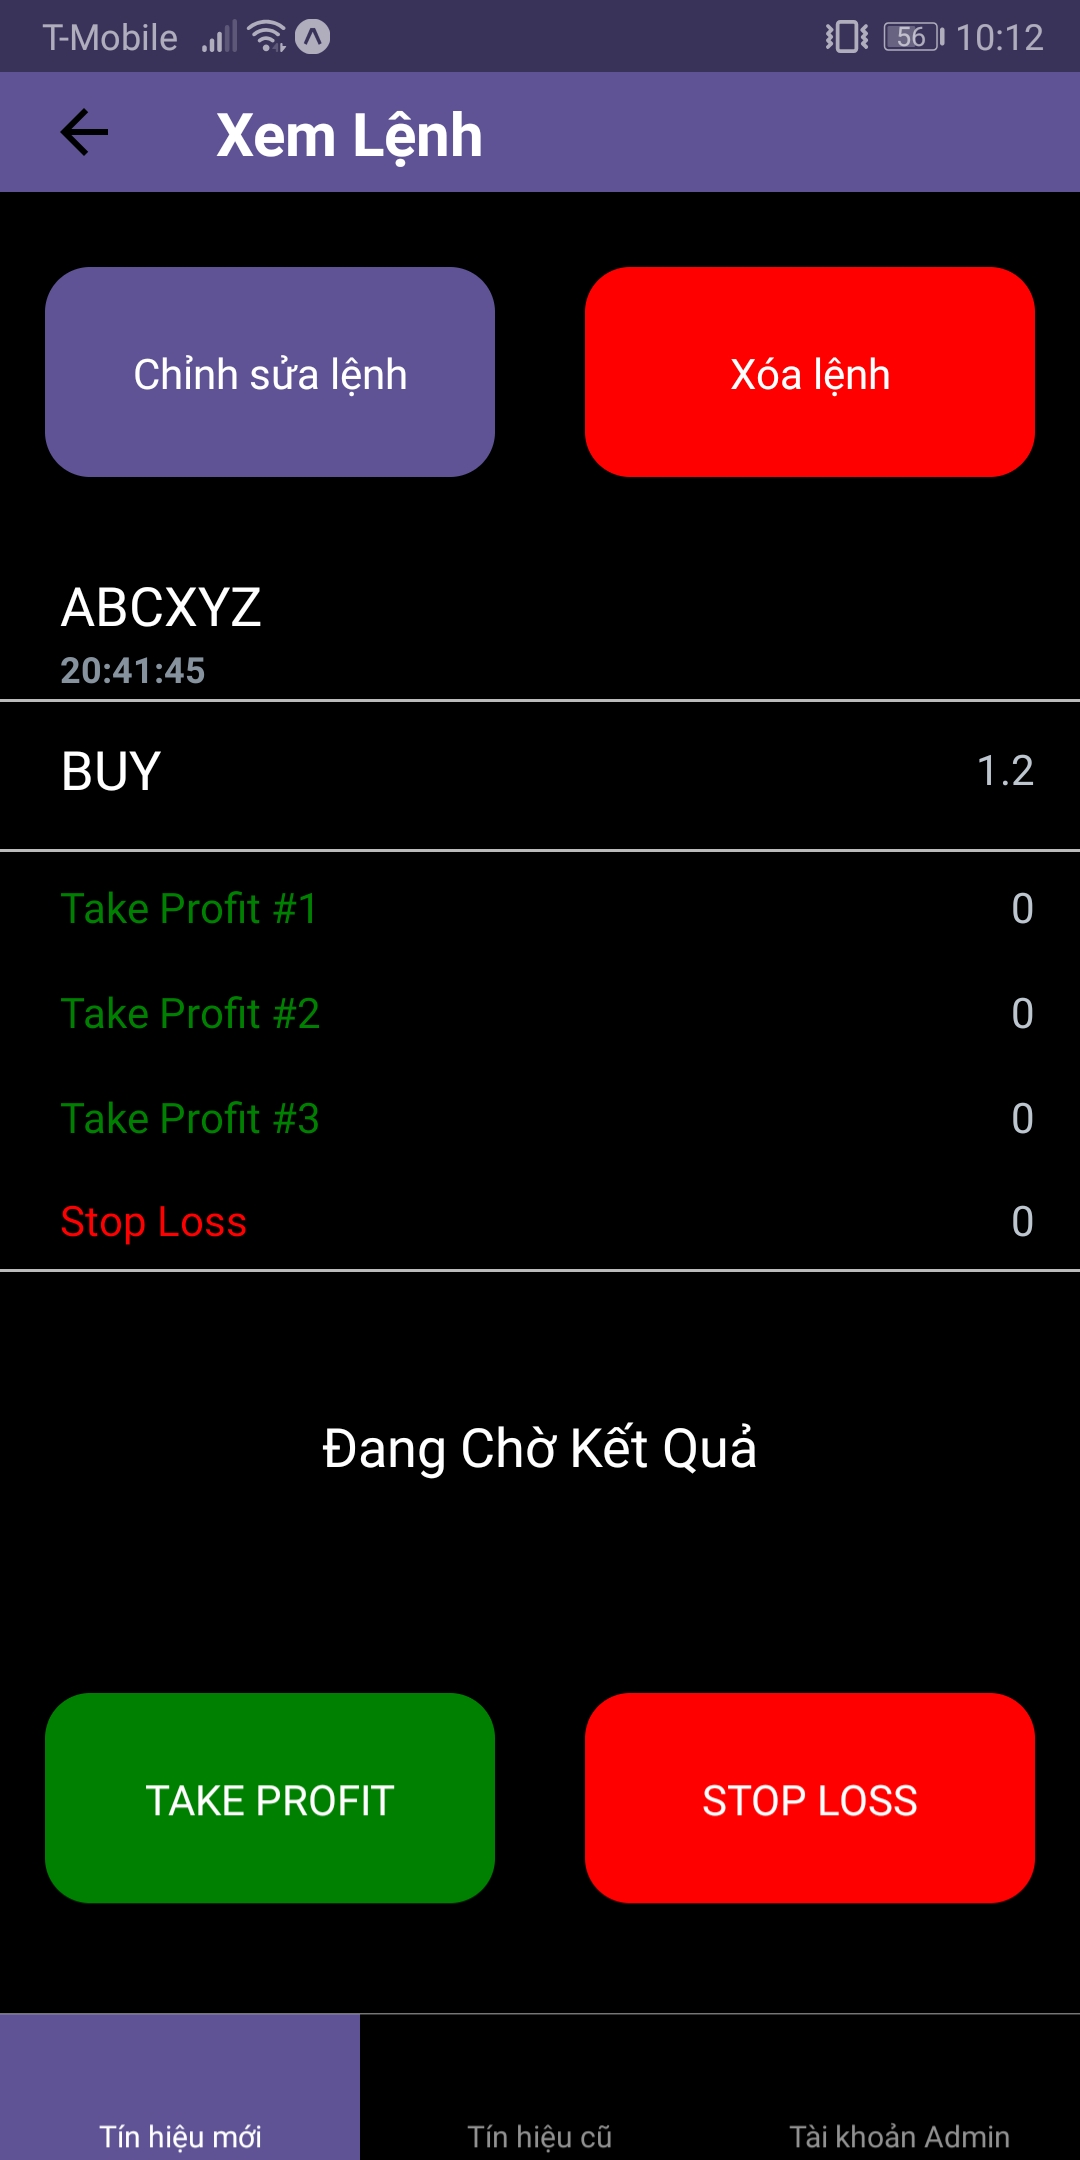 T-Mobile 56 10:12
Xem Lệnh
Chỉnh sửa lệnh Xóa lệnh
ABCXYZ
20:41:45
BUY 1.2
Take Profit #1 0
Take Profit #2 0
Take Profit #3 0
Stop Loss 0
Đang Chờ Kết Quả
TAKE PROFIT STOP LOSS
Tín hiệu mới Tín hiệu cũ Tài khoản Admin